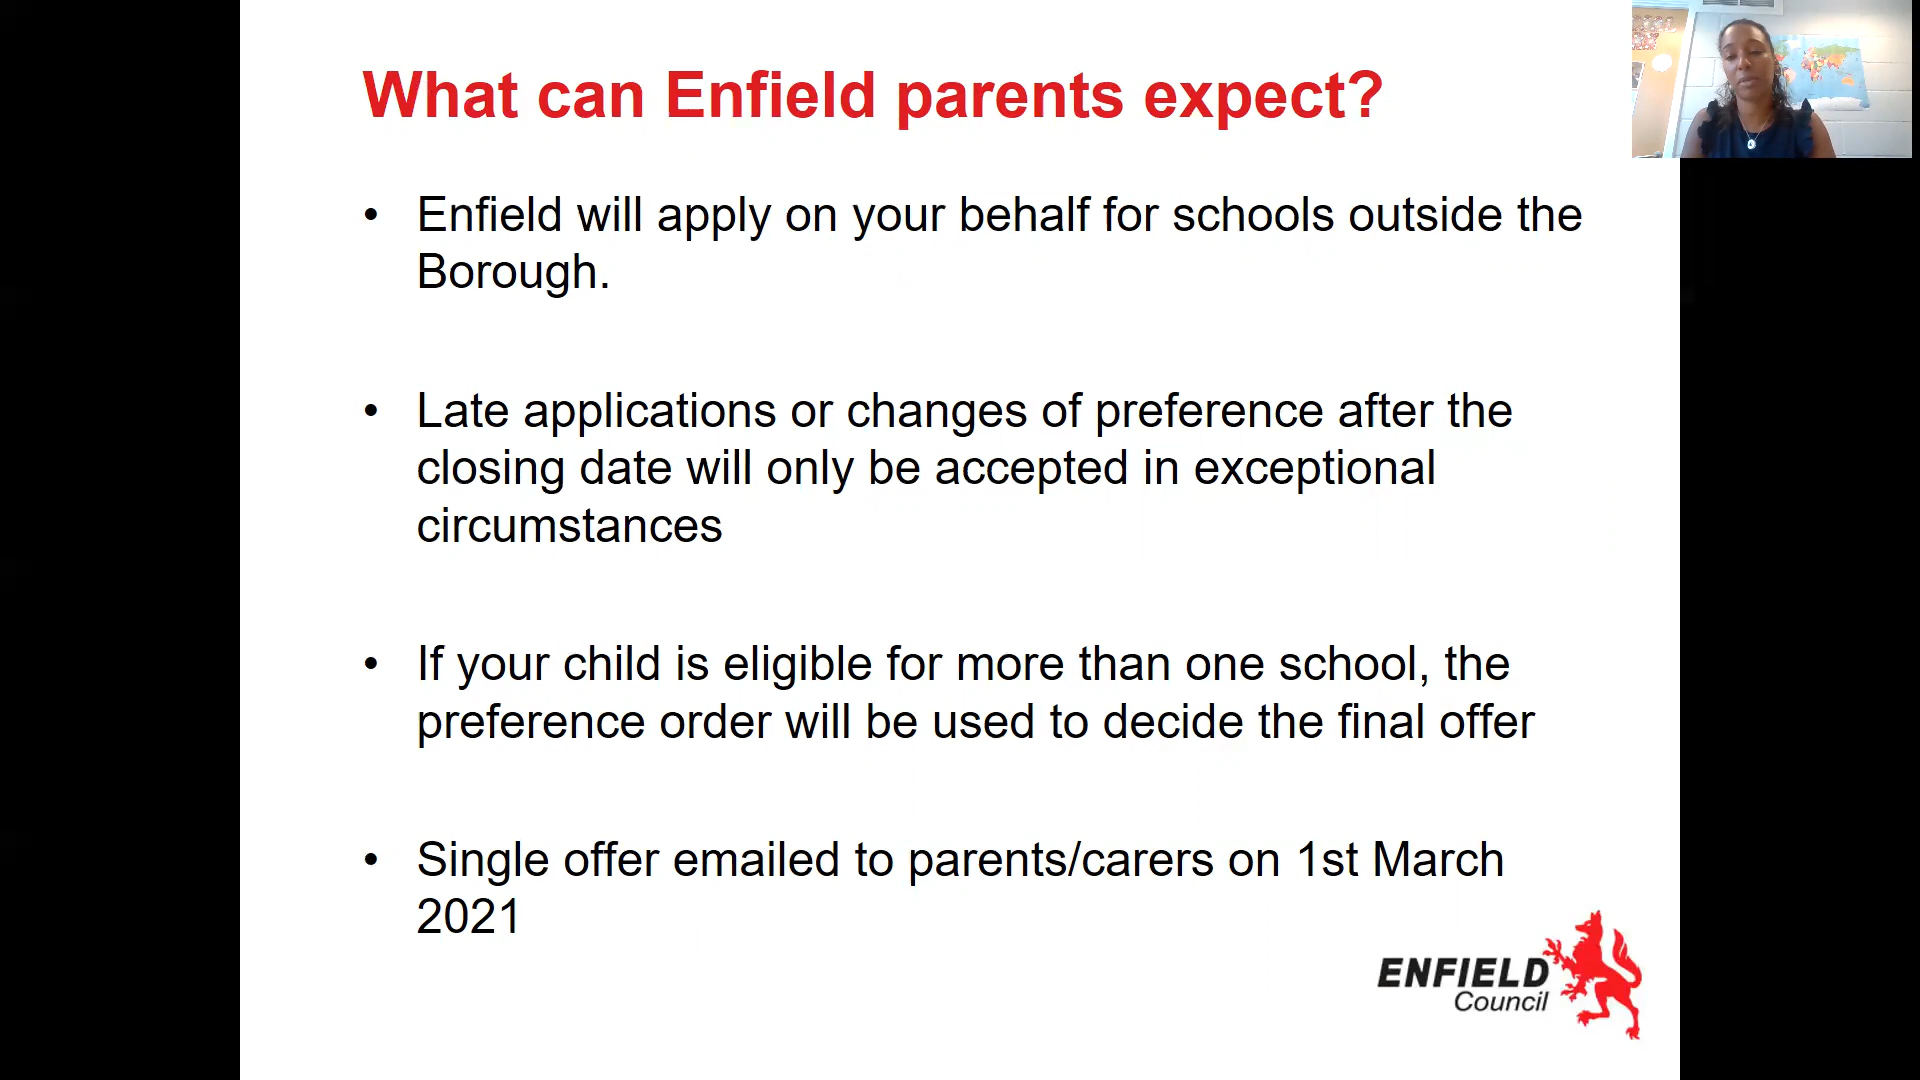 What can Enfield parents expect?
• Enfield will apply on your behalf for schools outside the
Borough.
• Late applications or changes of preference after the
closing date will only be accepted in exceptional
circumstances
• If your child is eligible for more than one school, the
preference order will be used to decide the final offer
• Single offer emailed to parents/carers on 1st March
2021
ENFIELD
Council